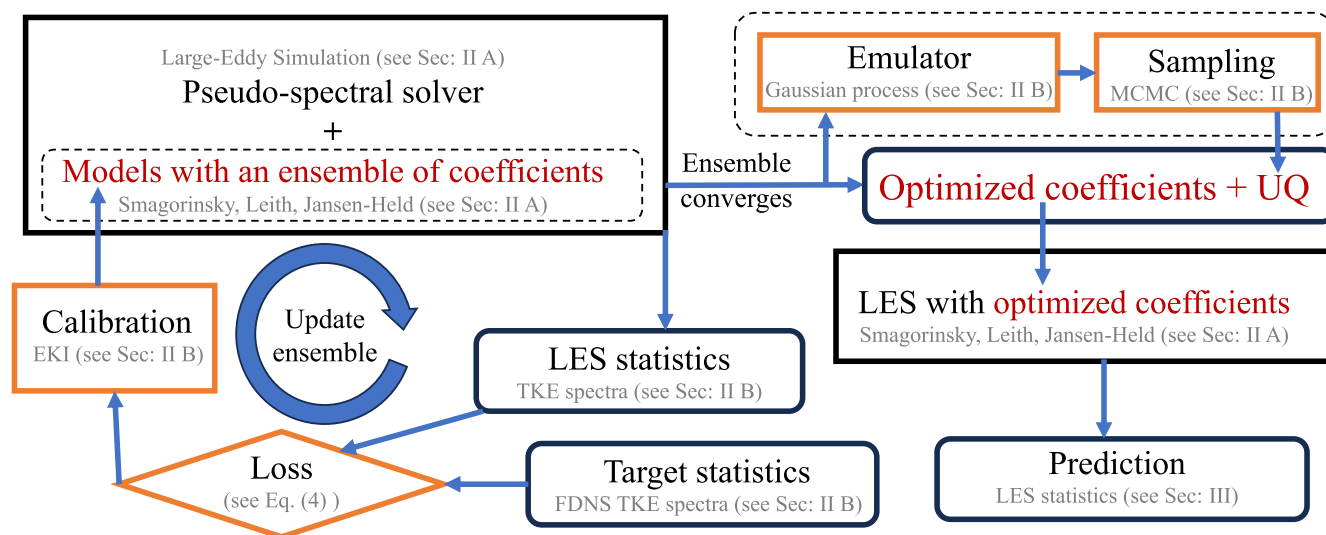 Large-Eddy Simulation (see Sec: II A)
Pseudo-spectral solver
+
Models with an ensemble of coefficients
Smagorinsky, Leith, Jansen-Held (see Sec: II A)
Ensemble
converges
Emulator
Gaussian process (see Sec: II B)
Sampling
MCMC (see Sec: II B)
Optimized coefficients + UQ
LES with optimized coefficients
Smagorinsky, Leith, Jansen-Held (see Sec: II A)
Calibration
EKI (see Sec: II B)
Update
ensemble
LES statistics
TKE spectra (see Sec: II B)
Loss
(see Eq. (4) )
Target statistics
FDNS TKE spectra (see Sec: II B)
Prediction
LES statistics (see Sec: III)